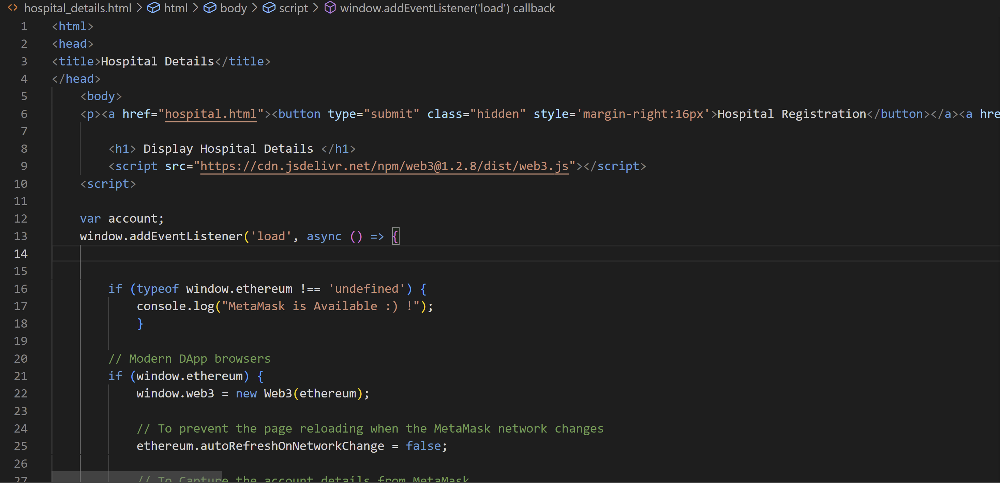 hospital_details.html > html > body > script > window.addEventListener('load') callback
1 <html>
2 <head>
3 <title>Hospital Details</title>
4 </head>
5 <body>
6 <p><a href="hospital.html"><button type="submit" class="hidden" style='margin-right:16px'>Hospital Registration</button></a><a hre
7
8 <h1> Display Hospital Details </h1>
9 <script src="https://cdn.jsdelivr.net/npm/web3@1.2.8/dist/web3.js"></script>
10 <script>
11
12 var account;
13 window.addEventListener('load', async () => {
14
15
16 if (typeof window.ethereum !== 'undefined') {
17 console.log("MetaMask is Available :) !");
18 }
19
20 // Modern DApp browsers
21 if (window.ethereum) {
22 window.web3 = new Web3(ethereum);
23
24 // To prevent the page reloading when the MetaMask network changes
25 ethereum.autoRefreshOnNetworkChange = false;
26
27 // To Capture the account details from MetaMask